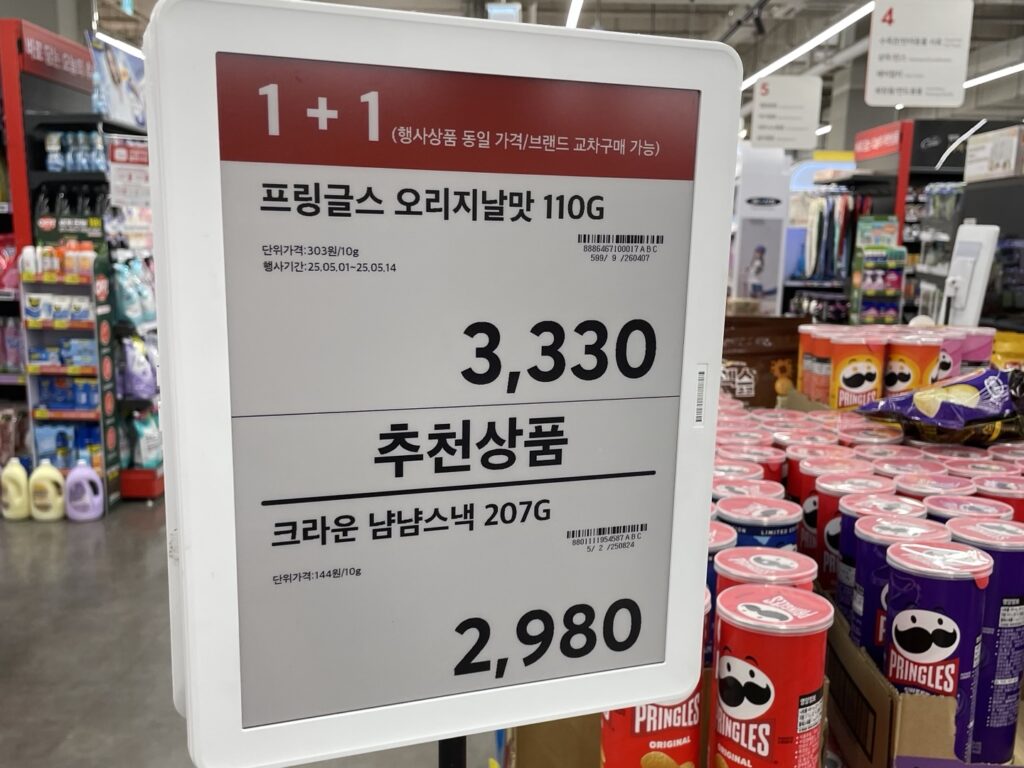 1 + 1 (행사상품 동일 가격/브랜드 교차구매 가능)
프링글스 오리지날맛 110G
단위가격:303원/10g
행사기간:25.05.01~25.05.14
8886467100017 A B C
599/ 9 /260407
3,330
추천상품
크라운 냠냠스낵 207G
8801111954587 A B C
5/ 2 /250824
단위가격:144원/10g
2,980
4
5
PRINGLES
PRINGLES
PRINGLES
ORIGINAL
PRINGLES
ORIGINAL